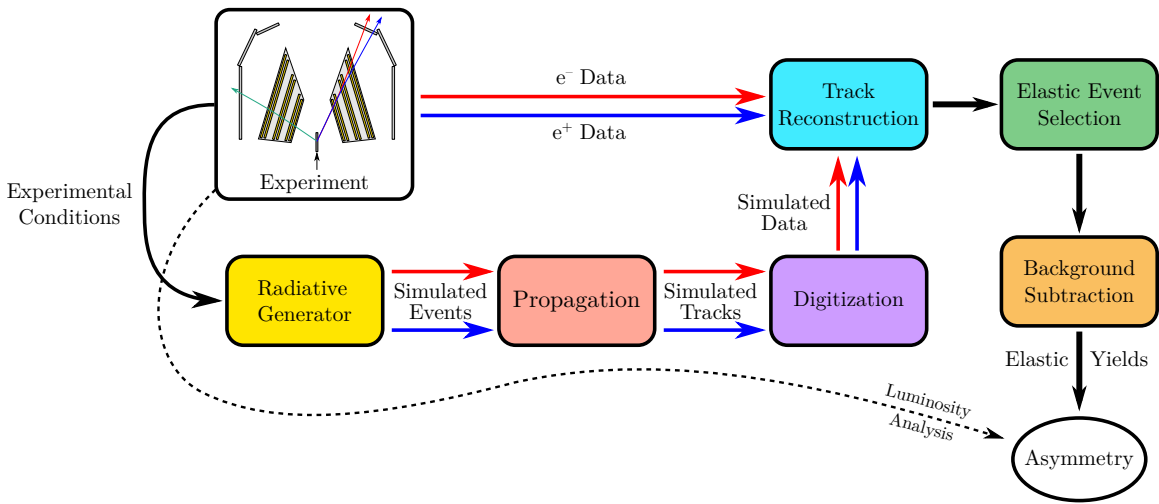 e⁻ Data
e⁺ Data
Track
Reconstruction
Elastic Event
Selection
Experiment
Experimental
Conditions
Simulated
Data
Radiative
Generator
Simulated
Events
Propagation
Simulated
Tracks
Digitization
Background
Subtraction
Elastic Yields
Luminosity
Analysis
Asymmetry